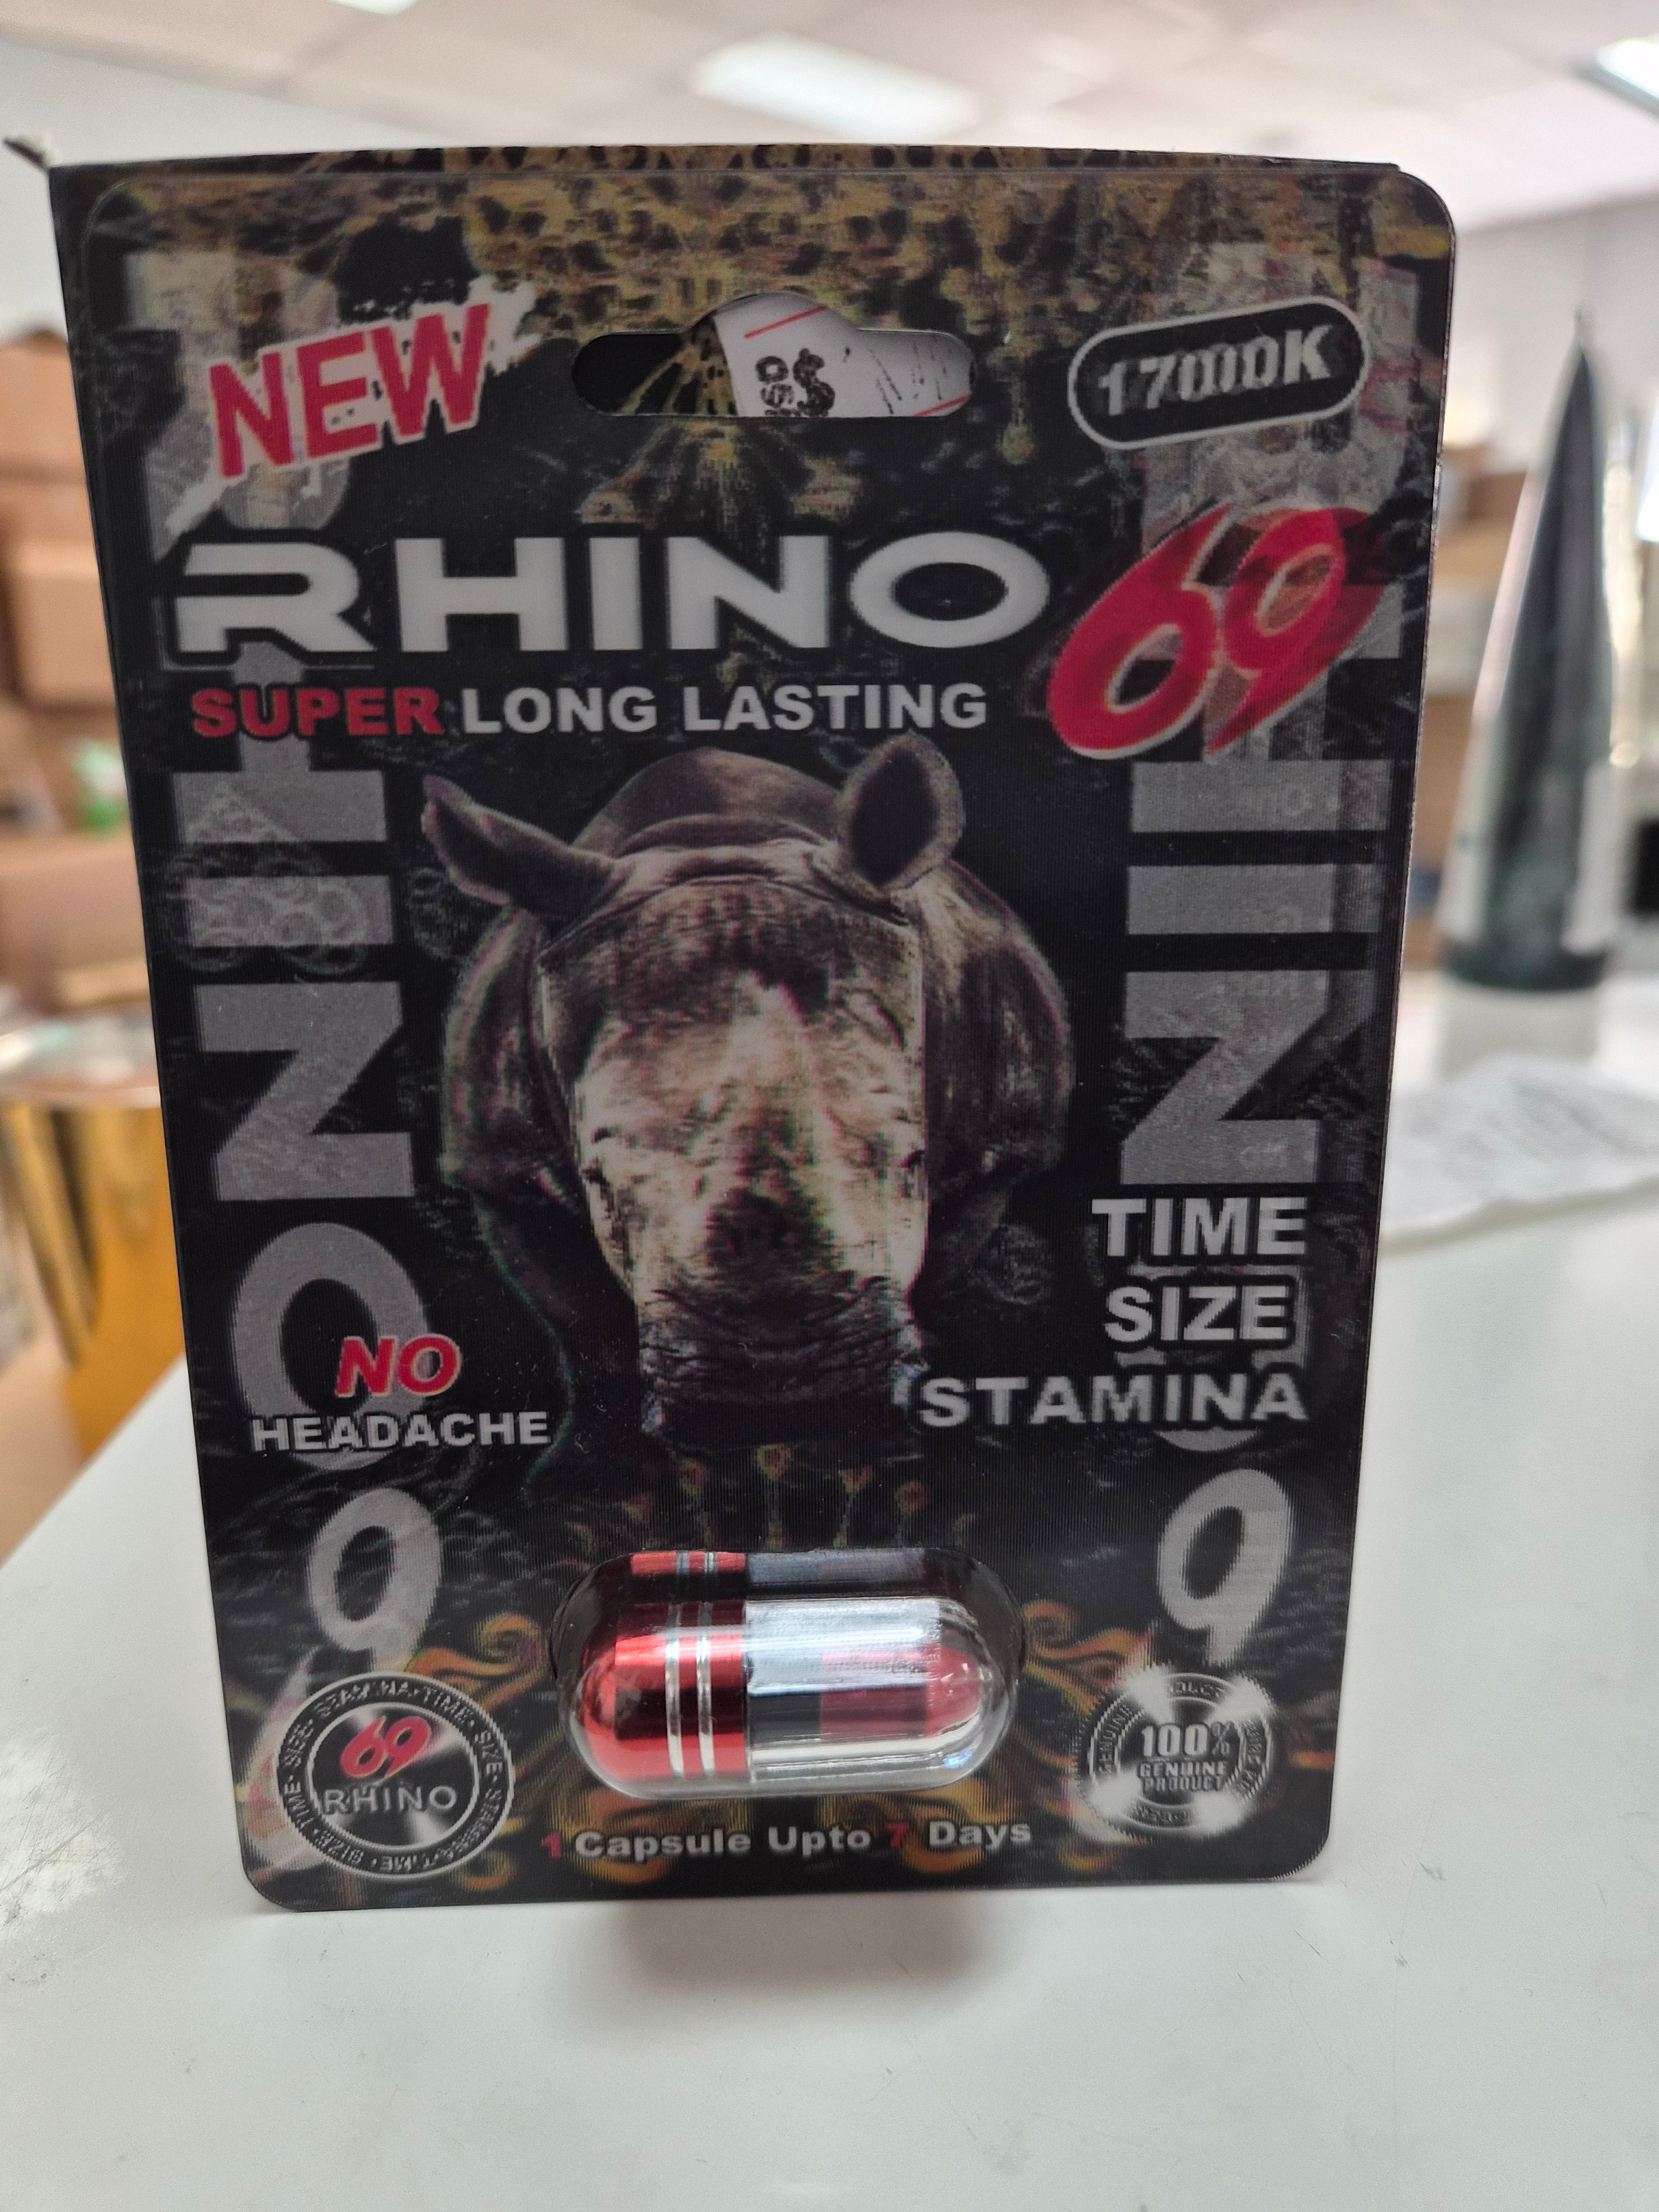 NEW
RHINO 69
SUPER LONG LASTING
TIME
SIZE
STAMINA
NO
HEADACHE
69
RHINO
100%
GENUINE
PRODUCT
1 Capsule Upto 7 Days